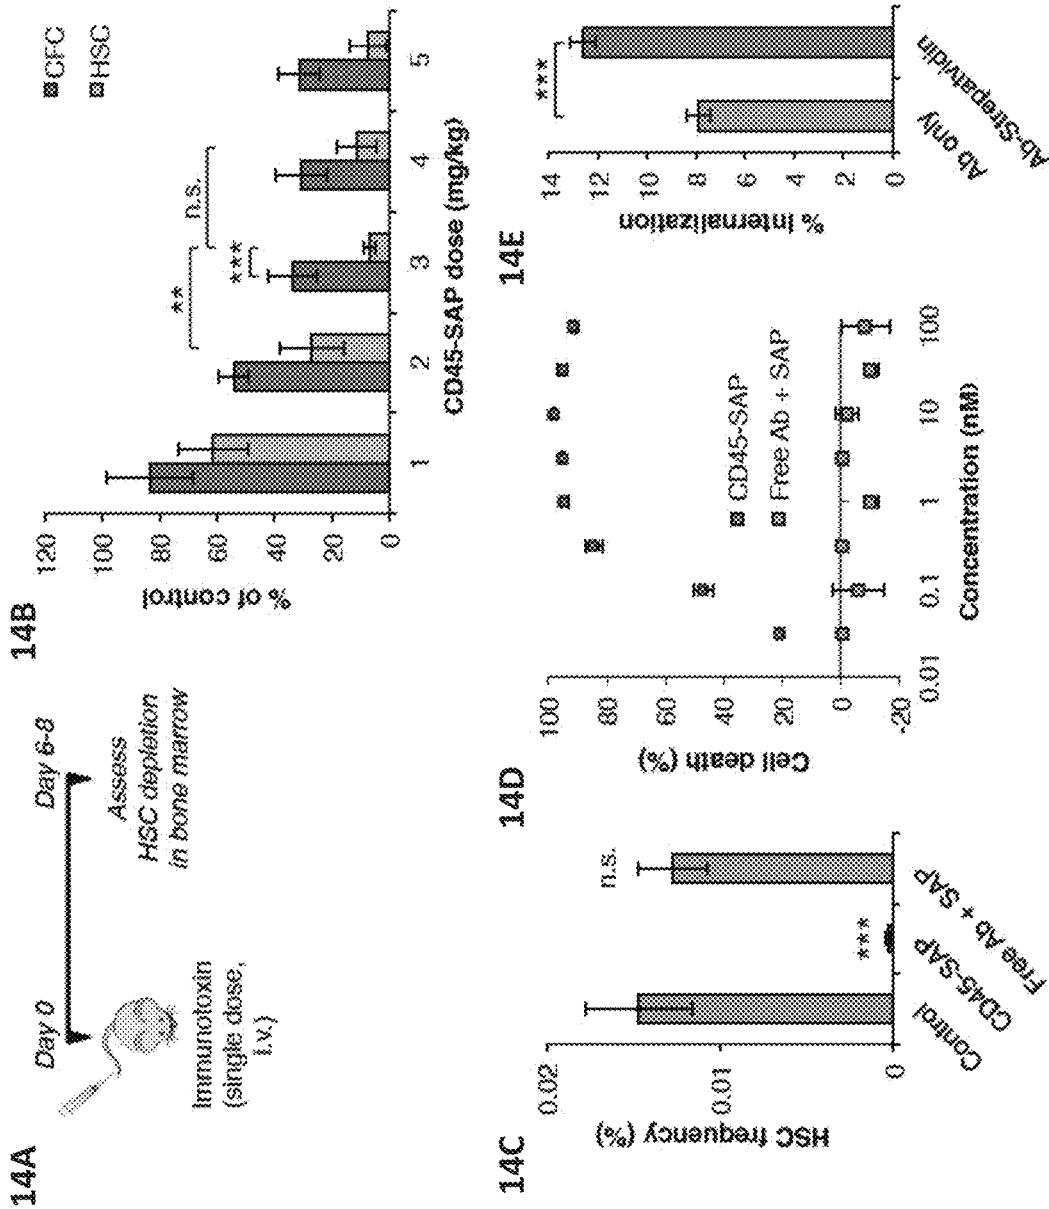 14A
Day 0
Day 6-8
Immunotoxin
(single dose,
i.v.)
Assess
HSC depletion
in bone marrow
14B
% of control
120
100
80
60
40
20
0
CFC
HSC
**
***
n.s.
1 2 3 4 5
CD45-SAP dose (mg/kg)
14C
HSC frequency (%)
0.02
0.01
0
***
n.s.
Control
CD45-SAP
Free Ab + SAP
14D
Cell death (%)
100
80
60
40
20
0
-20
CD45-SAP
Free Ab + SAP
0.01 0.1 1 10 100
Concentration (nM)
14E
% Internalization
14
12
10
8
6
4
2
0
***
Ab only
Ab-Strepatvidin